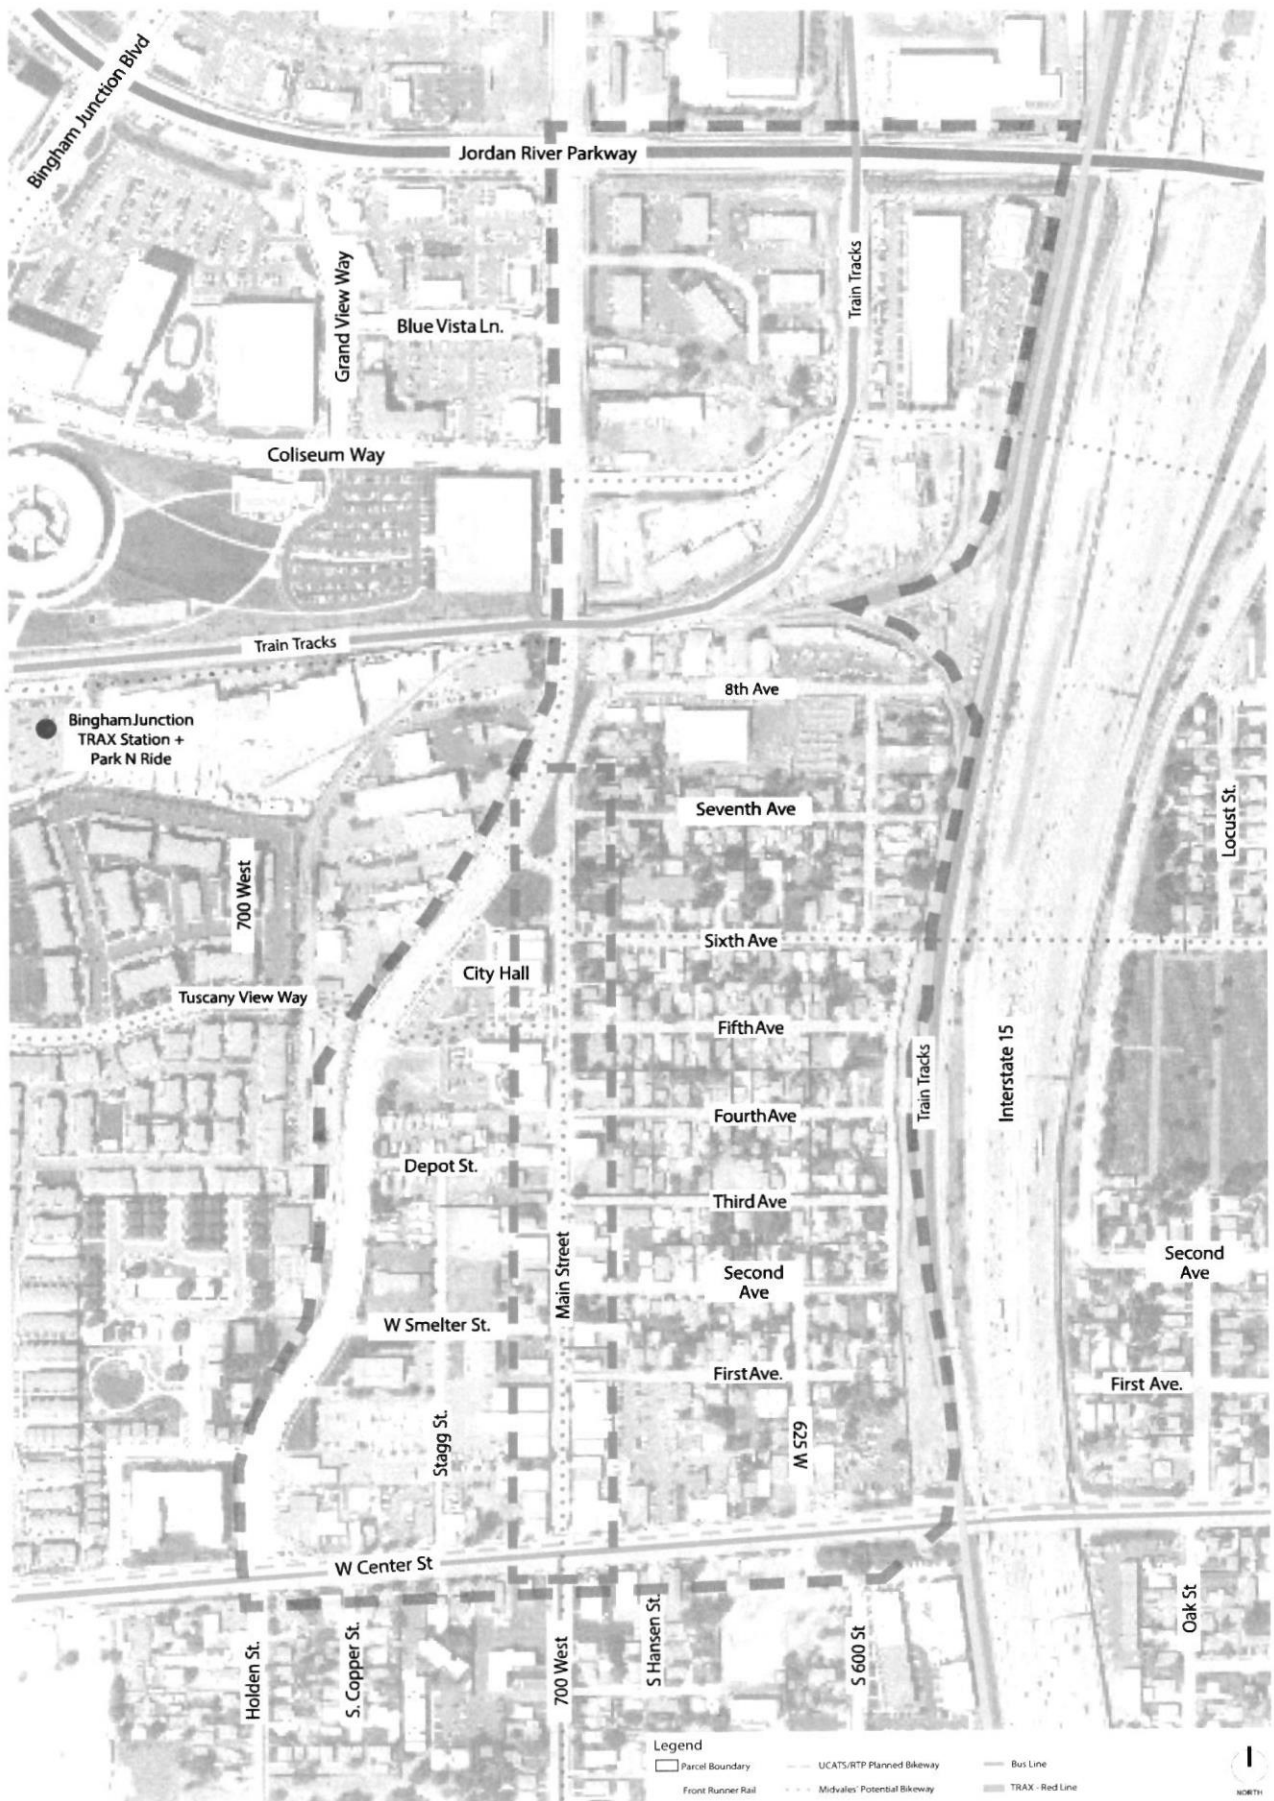 Bingham Junction Blvd
Jordan River Parkway
Grand View Way
Blue Vista Ln.
Train Tracks
Coliseum Way
Train Tracks
8th Ave
Bingham Junction
TRAX Station +
Park N Ride
Seventh Ave
Locust St.
700 West
Sixth Ave
City Hall
Tuscany View Way
Fifth Ave
Interstate 15
Train Tracks
Fourth Ave
Depot St.
Third Ave
Main Street
Second
Ave
Second
Ave
W Smelter St.
First Ave.
First Ave.
Stagg St.
625 W
W Center St
Holden St.
S. Copper St.
700 West
S Hansen St.
S 600 St
Oak St
Legend
Parcel Boundary
UCATS/RTP Planned Bikeway
Bus Line
Front Runner Rail
Midvales' Potential Bikeway
TRAX - Red Line
NORTH